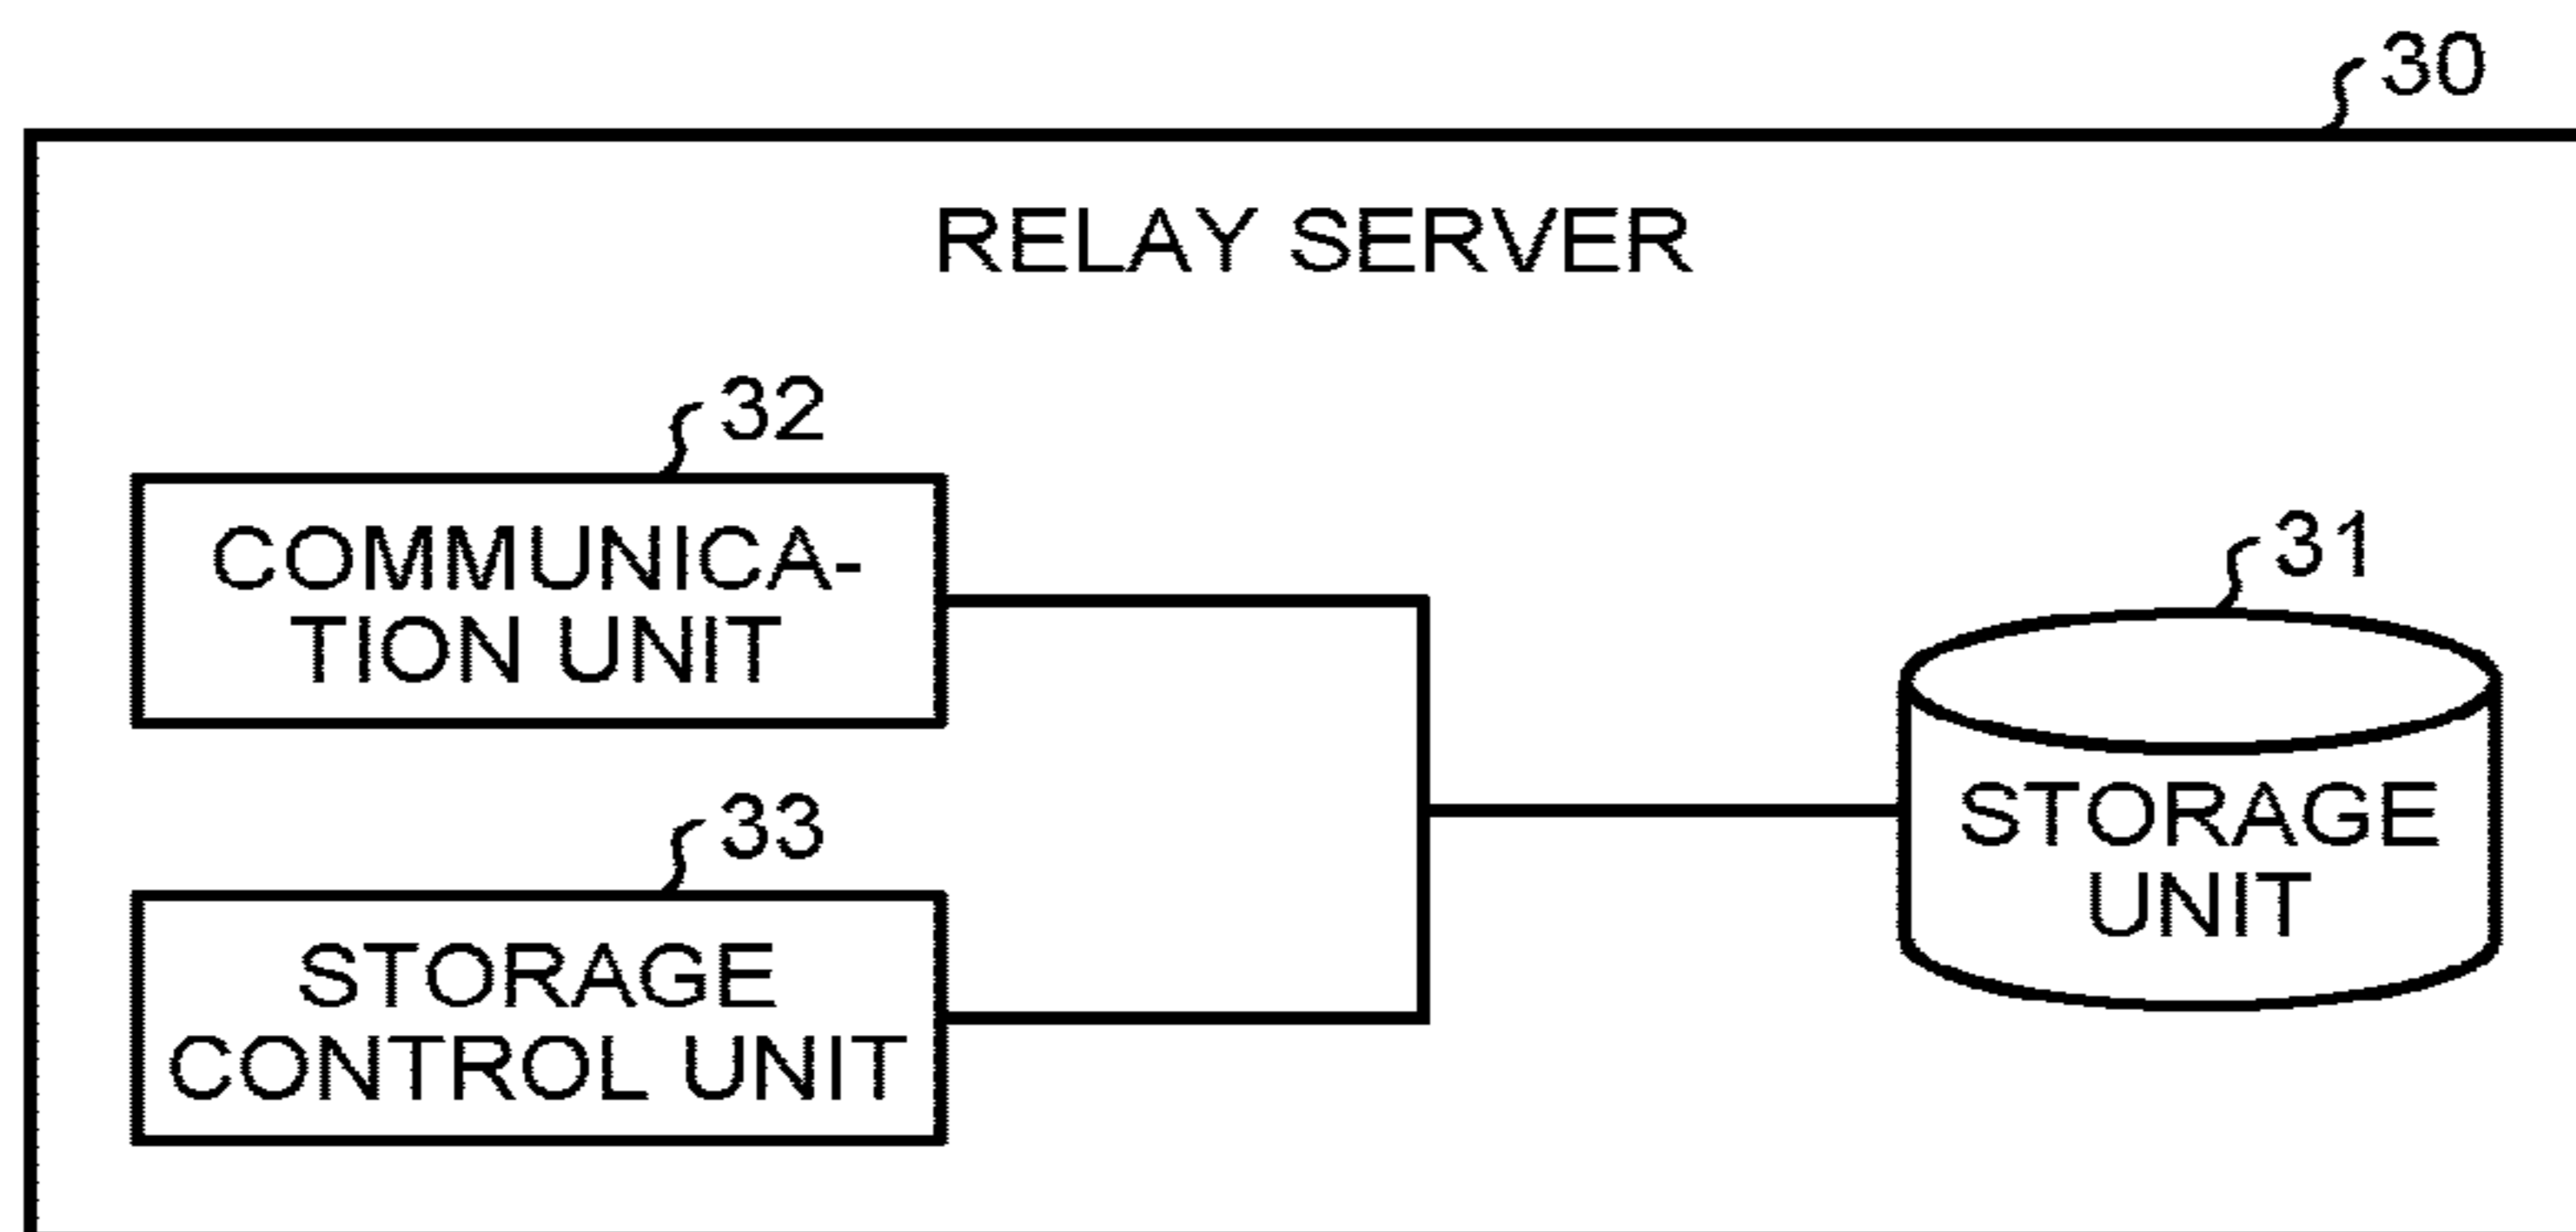 30
RELAY SERVER
32
COMMUNICA-
TION UNIT
31
STORAGE
UNIT
33
STORAGE
CONTROL UNIT